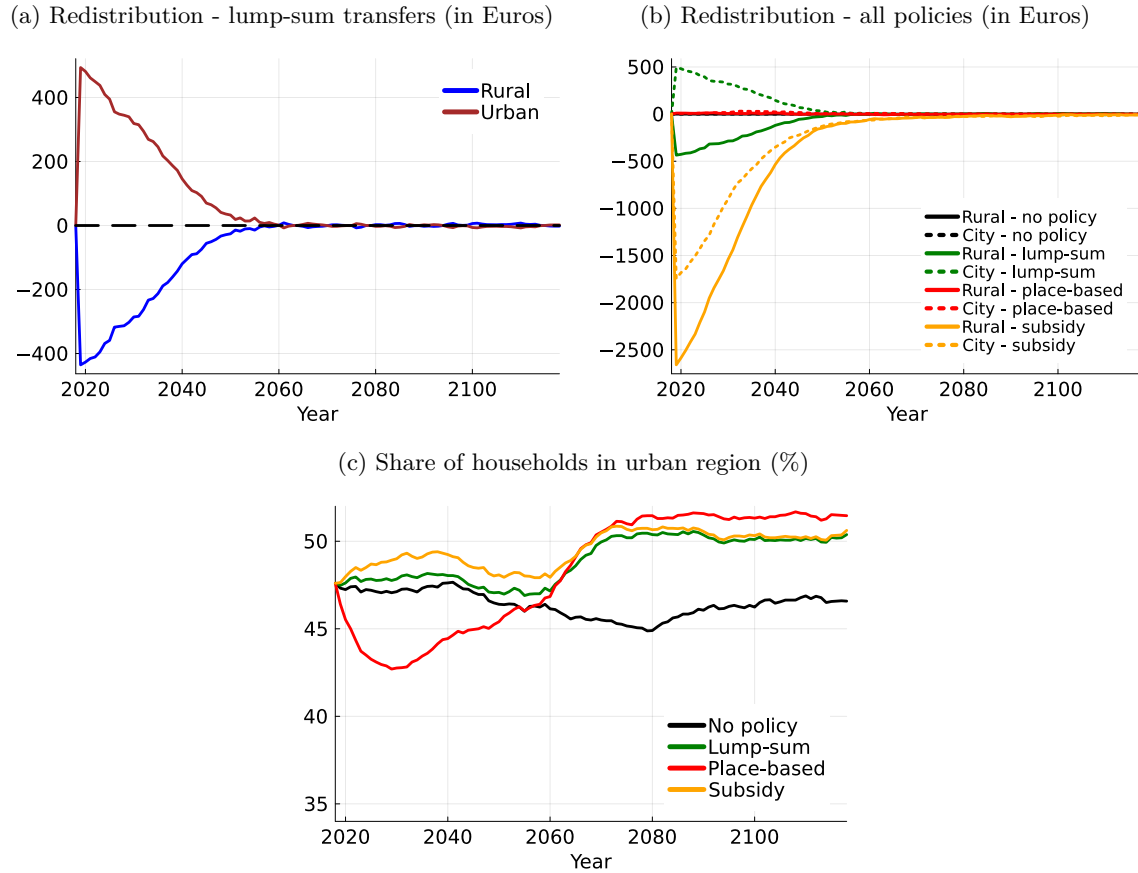 (a) Redistribution - lump-sum transfers (in Euros)
400
200
0
−200
−400
2020 2040 2060 2080 2100
Year
Rural
Urban
(b) Redistribution - all policies (in Euros)
500
0
−500
−1000
−1500
−2000
−2500
2020 2040 2060 2080 2100
Year
Rural - no policy
City - no policy
Rural - lump-sum
City - lump-sum
Rural - place-based
City - place-based
Rural - subsidy
City - subsidy
(c) Share of households in urban region (%)
50
45
40
35
2020 2040 2060 2080 2100
Year
No policy
Lump-sum
Place-based
Subsidy